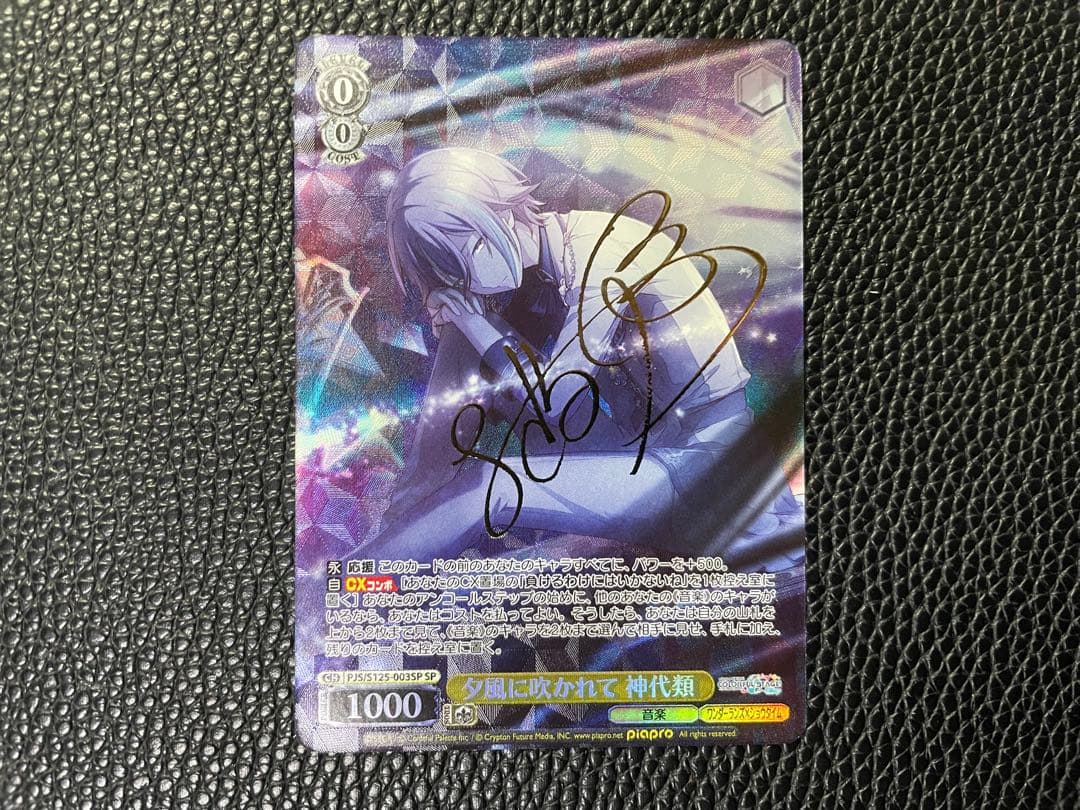 0
0
COST
永 応援 このカードの前のあなたのキャラすべてに、パワーを+500。
自 CXコンボ [あなたのCX置場の「負けるわけにはいかないね」を1枚控え室に
置く] あなたのアンコールステップの始めに、他のあなたの《音楽》のキャラが
いるなら、あなたはコストを払ってよい。そうしたら、あなたは自分の山札を
上から2枚まで見て、《音楽》のキャラを2枚まで選んで相手に見せ、手札に加え、
残りのカードを控え室に置く。
CH PJS/S125-003SP SP
夕風に吹かれて 神代類
COLORFUL STAGE!
1000
音楽 ワンダーランズ×ショウタイム
Colorful Palette Inc. / © Crypton Future Media, INC. www.piapro.net piapro All rights reserved.